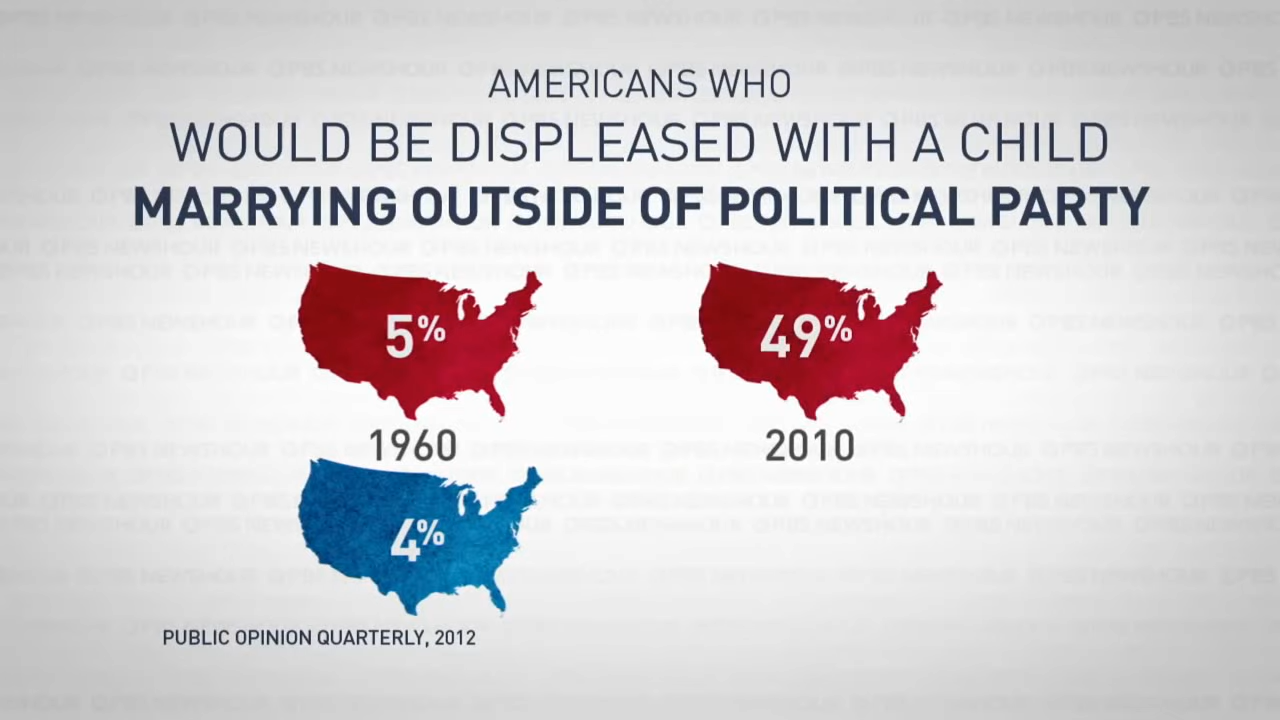 AMERICANS WHO
WOULD BE DISPLEASED WITH A CHILD
MARRYING OUTSIDE OF POLITICAL PARTY
5%
49%
1960
2010
4%
PUBLIC OPINION QUARTERLY, 2012